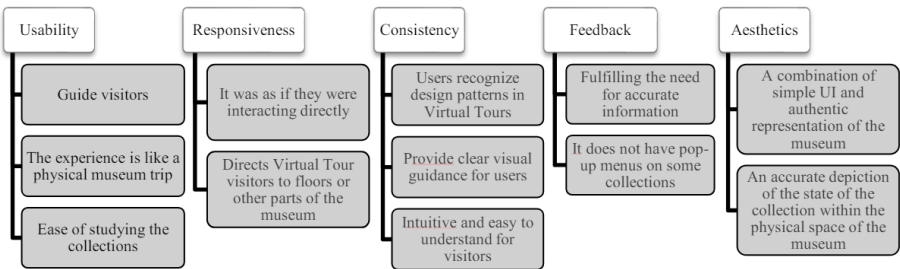 Usability
Guide visitors
The experience is like a
physical museum trip
Ease of studying the
collections
Responsiveness
It was as if they were
interacting directly
Directs Virtual Tour
visitors to floors or
other parts of the
museum
Consistency
Users recognize
design patterns in
Virtual Tours
Provide clear visual
guidance for users
Intuitive and easy to
understand for
visitors
Feedback
Fulfilling the need
for accurate
information
It does not have pop-
up menus on some
collections
Aesthetics
A combination of
simple UI and
authentic
representation of the
museum
An accurate depiction
of the state of the
collection within the
physical space of the
museum